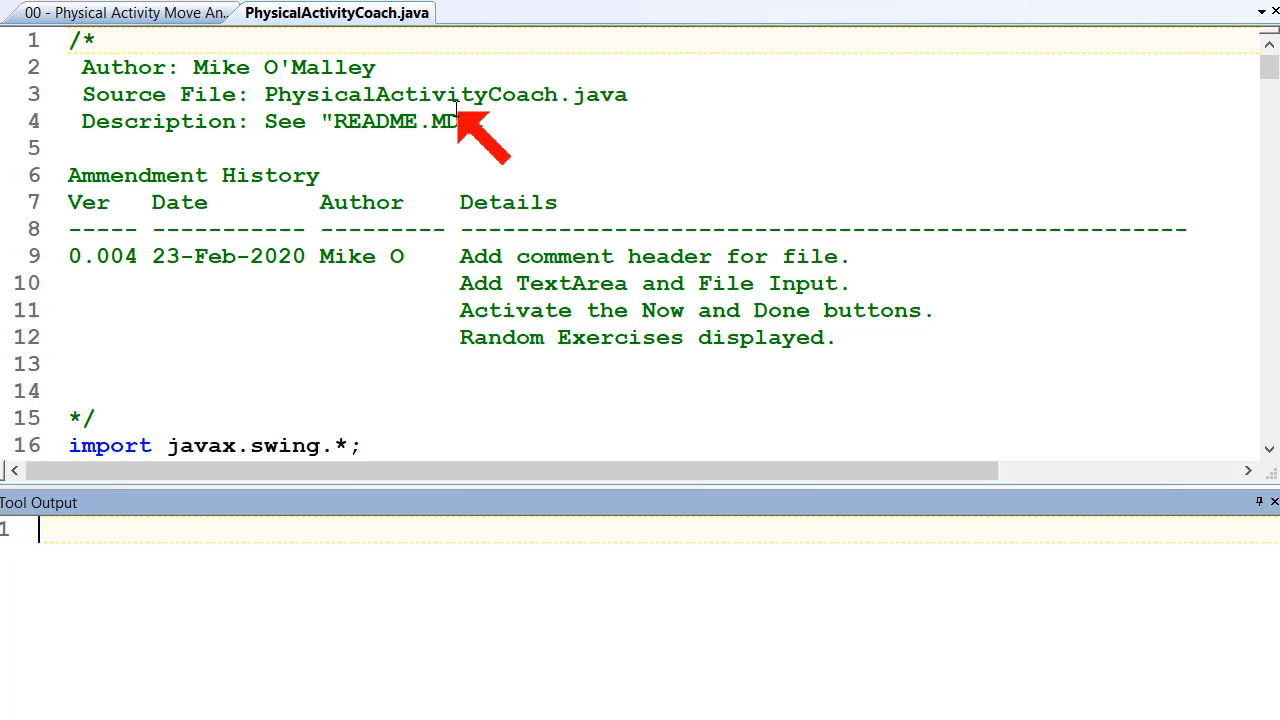 00 - Physical Activity Move An..
PhysicalActivityCoach.java
1 /*
2 Author: Mike O'Malley
3 Source File: PhysicalActivityCoach.java
4 Description: See "README.MD
5
6 Ammendment History
7 Ver Date Author Details
8 ----- ----------- --------- ----------------------------------------------------
9 0.004 23-Feb-2020 Mike O Add comment header for file.
10 Add TextArea and File Input.
11 Activate the Now and Done buttons.
12 Random Exercises displayed.
13
14
15 */
16 import javax.swing.*;
Tool Output
1